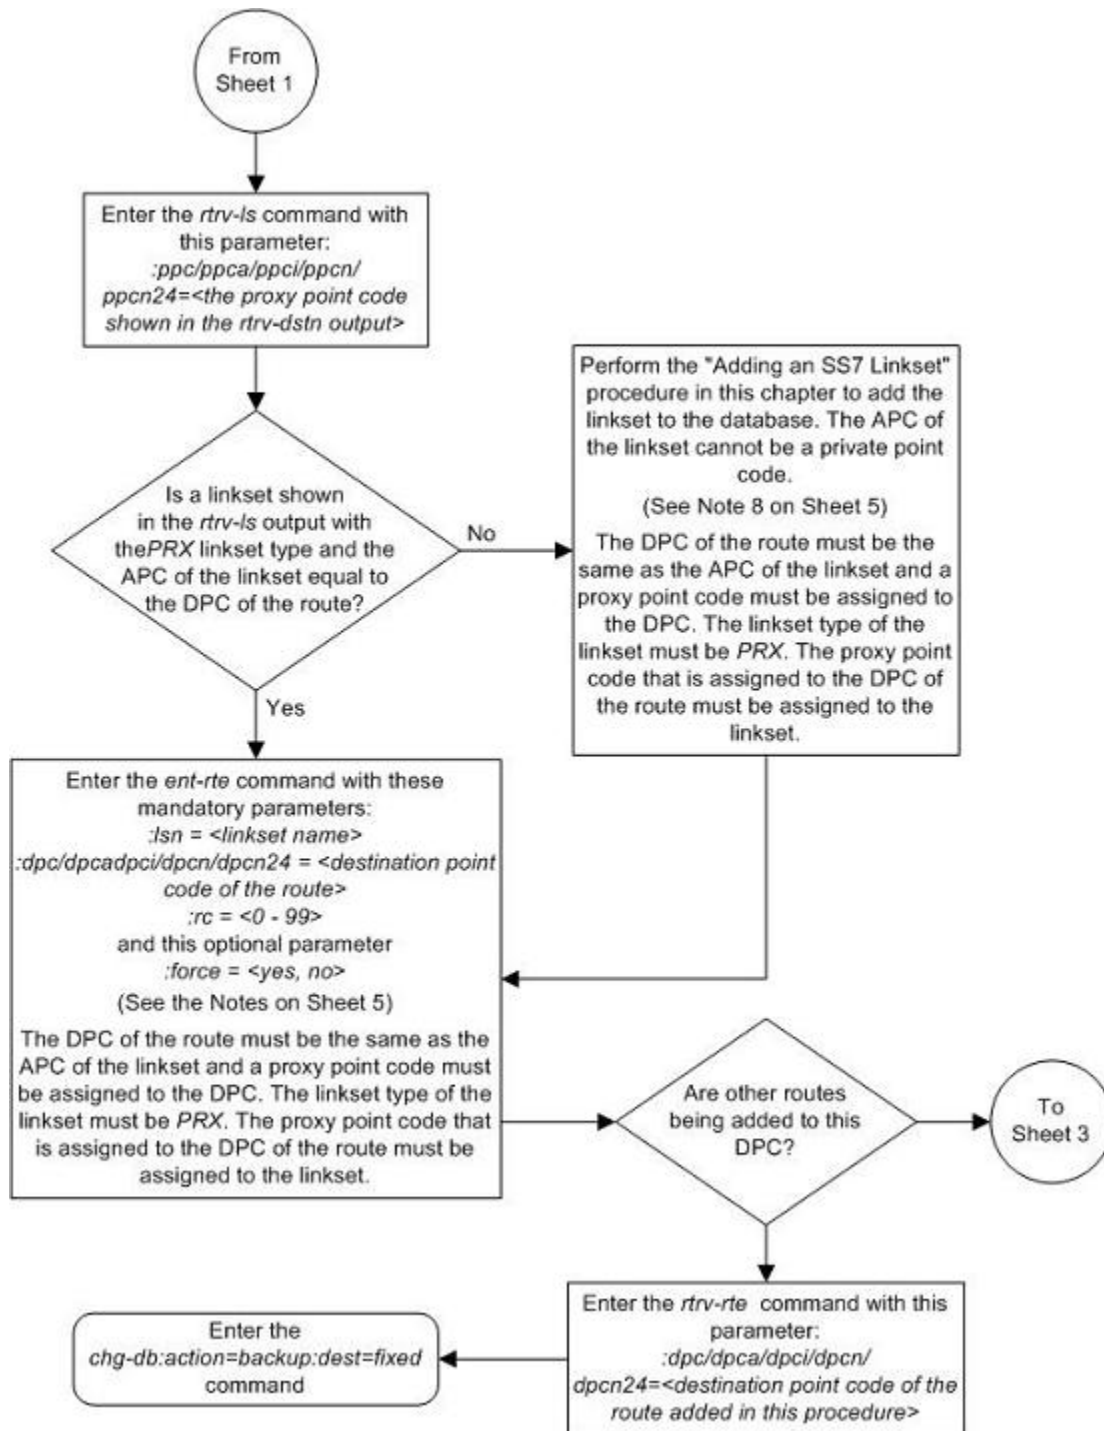 From
Sheet 1
Enter the rtrv-ls command with
this parameter:
:ppc/ppca/ppci/ppcn/
ppcn24=<the proxy point code
shown in the rtrv-dstn output>
Is a linkset shown
in the rtrv-ls output with
thePRX linkset type and the
APC of the linkset equal to
the DPC of the route?
No
Yes
Perform the "Adding an SS7 Linkset"
procedure in this chapter to add the
linkset to the database. The APC of
the linkset cannot be a private point
code.
(See Note 8 on Sheet 5)
The DPC of the route must be the
same as the APC of the linkset and a
proxy point code must be assigned to
the DPC. The linkset type of the
linkset must be PRX. The proxy point
code that is assigned to the DPC of
the route must be assigned to the
linkset.
Enter the ent-rte command with these
mandatory parameters:
:lsn = <linkset name>
:dpc/dpcadpci/dpcn/dpcn24 = <destination point
code of the route>
:rc = <0 - 99>
and this optional parameter
:force = <yes, no>
(See the Notes on Sheet 5)
The DPC of the route must be the same as the
APC of the linkset and a proxy point code must
be assigned to the DPC. The linkset type of the
linkset must be PRX. The proxy point code that
is assigned to the DPC of the route must be
assigned to the linkset.
Are other routes
being added to this
DPC?
To
Sheet 3
Enter the rtrv-rte command with this
parameter:
:dpc/dpca/dpci/dpcn/
dpcn24=<destination point code of the
route added in this procedure>
Enter the
chg-db:action=backup:dest=fixed
command